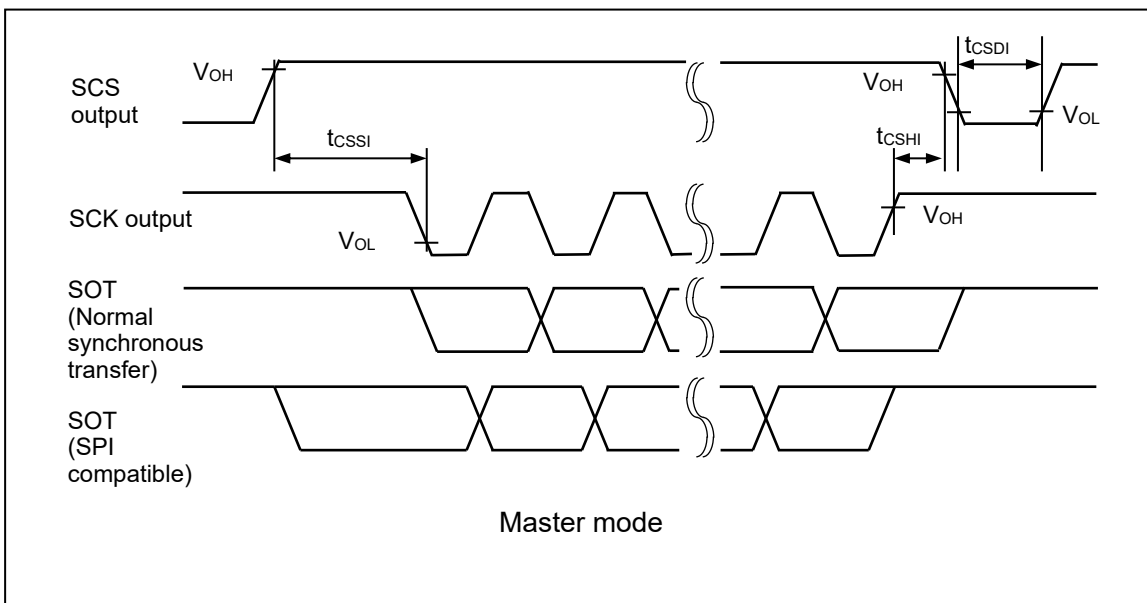 tCSDI
VOH
VOH
SCS
output
VOL
tCSSI
tCSHI
SCK output
VOH
VOL
SOT
(Normal
synchronous
transfer)
SOT
(SPI
compatible)
Master mode